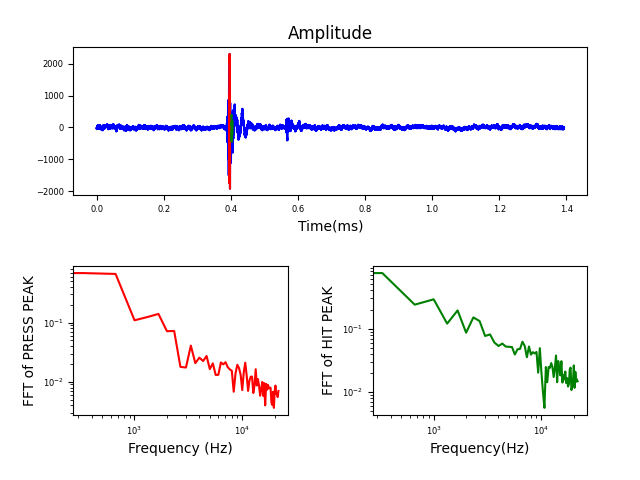 Amplitude
2000
1000
0
−1000
−2000
0.0 0.2 0.4 0.6 0.8 1.0 1.2 1.4
Time(ms)
FFT of PRESS PEAK
10⁻¹
10⁻²
10³ 10⁴
Frequency (Hz)
FFT of HIT PEAK
10⁻¹
10⁻²
10³ 10⁴
Frequency(Hz)